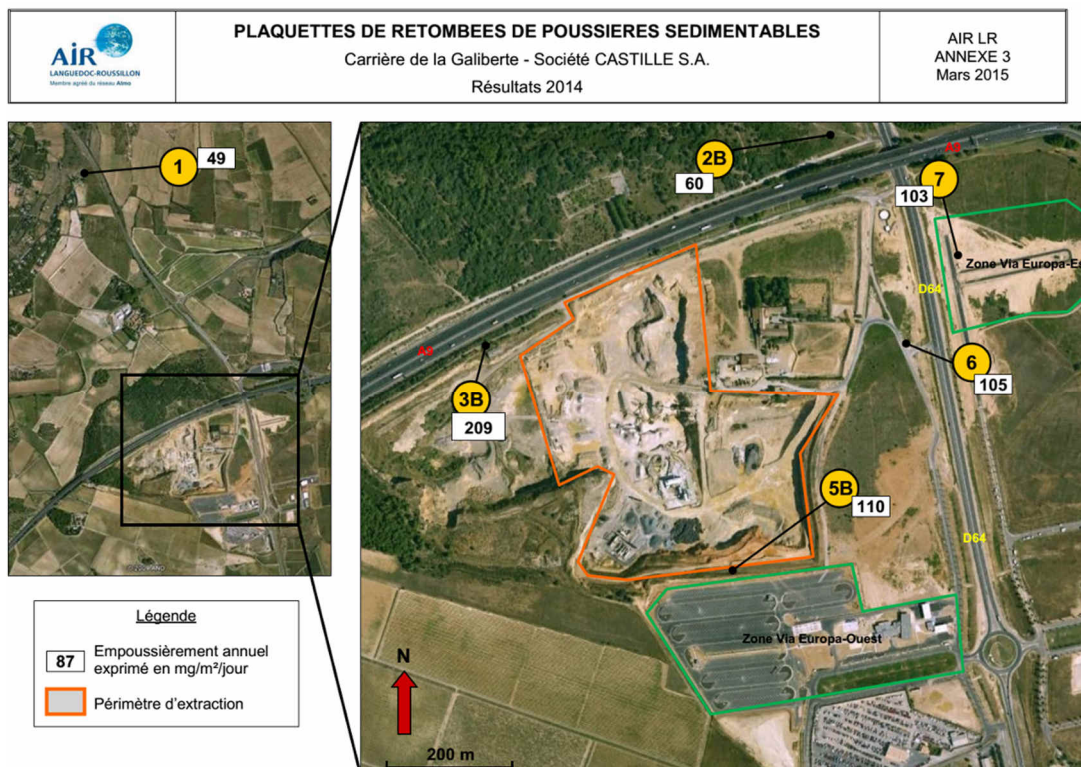 AIR
LANGUEDOC-ROUSSILLON
Membre agréé du réseau Atmo
PLAQUETTES DE RETOMBEES DE POUSSIERES SEDIMENTABLES
Carrière de la Galiberte - Société CASTILLE S.A.
Résultats 2014
AIR LR
ANNEXE 3
Mars 2015
1
49
2B
60
A9
7
103
Zone Via Europa-Es
D64
A9
6
105
3B
209
5B
110
D64
Zone Via Europa-Ouest
Légende
87
Empoussièrement annuel
exprimé en mg/m²/jour
Périmètre d'extraction
N
200 m